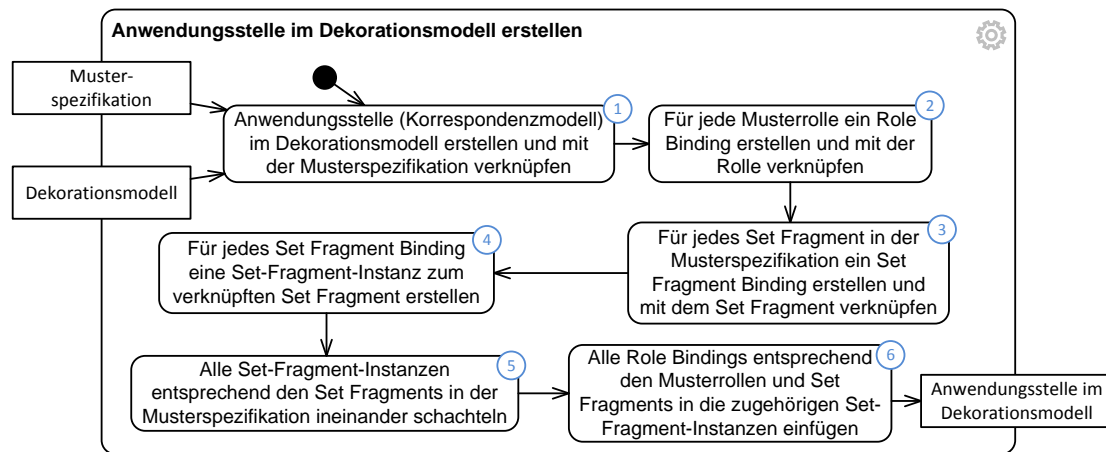 Anwendungsstelle im Dekorationsmodell erstellen
Muster-
spezifikation
Dekorationsmodell
1
Anwendungsstelle (Korrespondenzmodell)
im Dekorationsmodell erstellen und mit
der Musterspezifikation verknüpfen
2
Für jede Musterrolle ein Role
Binding erstellen und mit der
Rolle verknüpfen
3
Für jedes Set Fragment in der
Musterspezifikation ein Set
Fragment Binding erstellen und
mit dem Set Fragment verknüpfen
4
Für jedes Set Fragment Binding
eine Set-Fragment-Instanz zum
verknüpften Set Fragment erstellen
5
Alle Set-Fragment-Instanzen
entsprechend den Set Fragments in der
Musterspezifikation ineinander schachteln
6
Alle Role Bindings entsprechend
den Musterrollen und Set
Fragments in die zugehörigen Set-
Fragment-Instanzen einfügen
Anwendungsstelle im
Dekorationsmodell